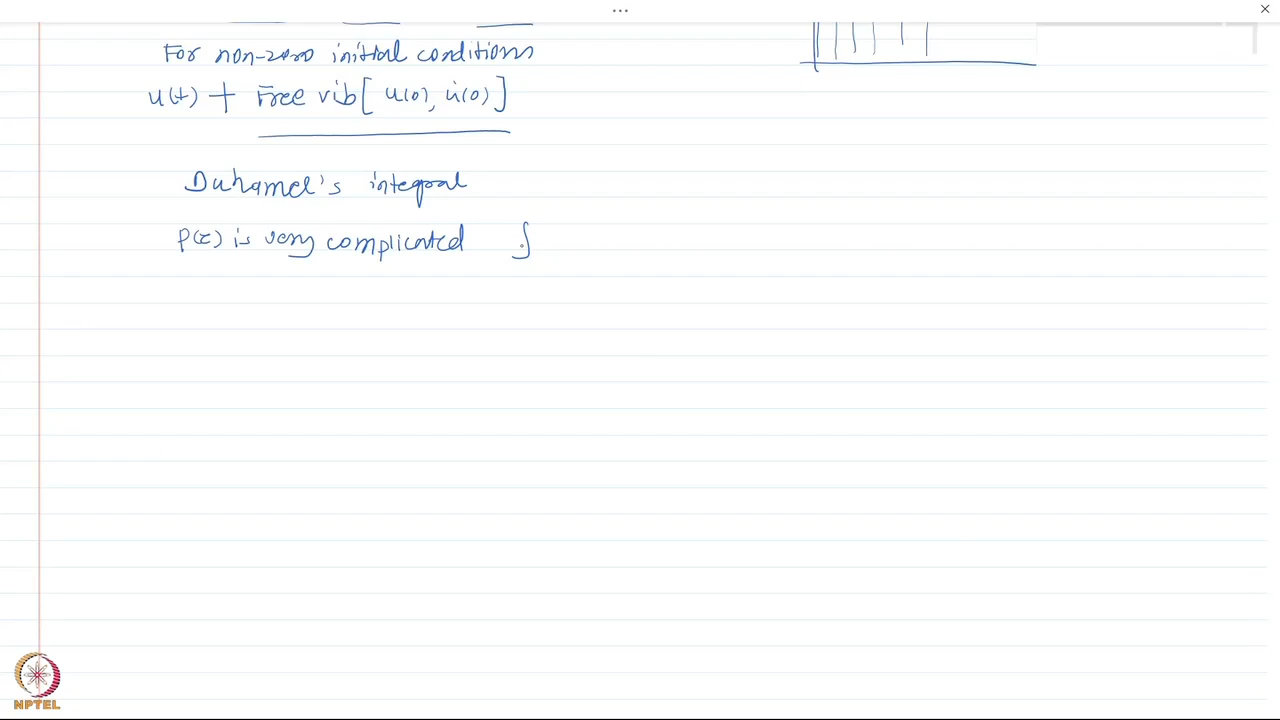 For non-zero initial conditions
u(t) + Free vib[ u(0), u̇(0) ]
Duhamel's integral
P(τ) is very complicated ∫
NPTEL